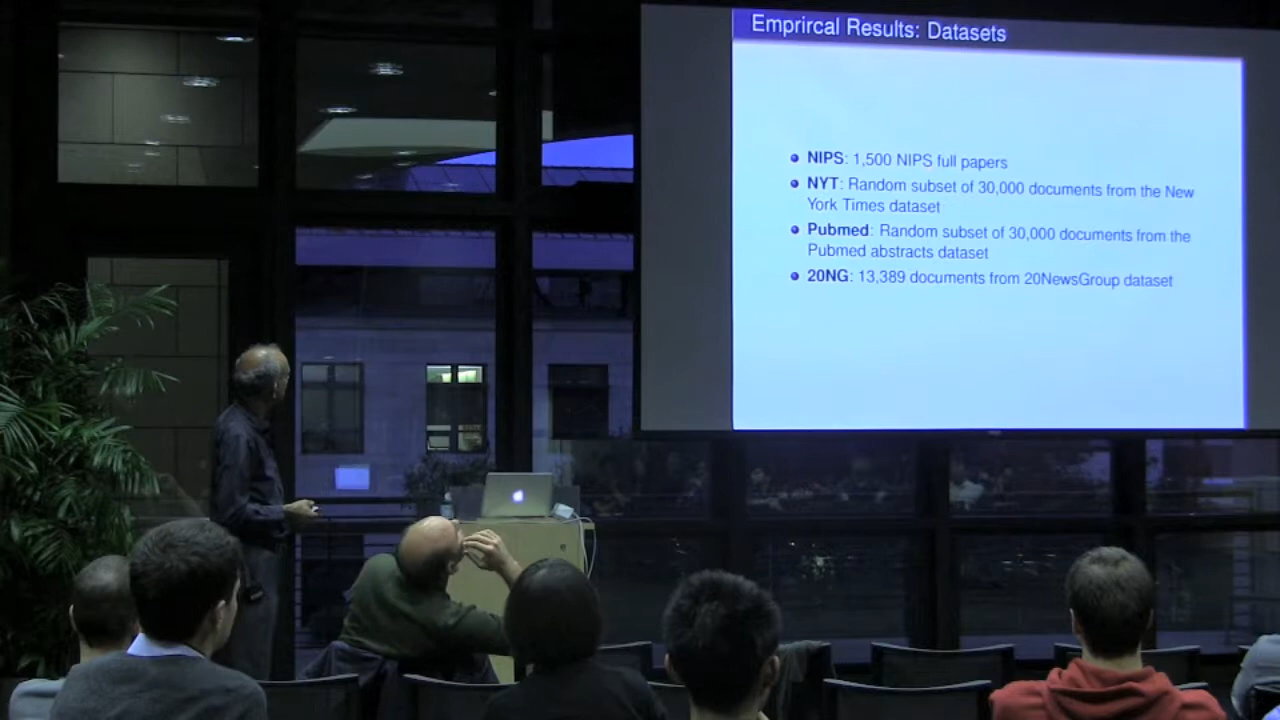 Emprircal Results: Datasets
NIPS: 1,500 NIPS full papers
NYT: Random subset of 30,000 documents from the New
York Times dataset
Pubmed: Random subset of 30,000 documents from the
Pubmed abstracts dataset
20NG: 13,389 documents from 20NewsGroup dataset